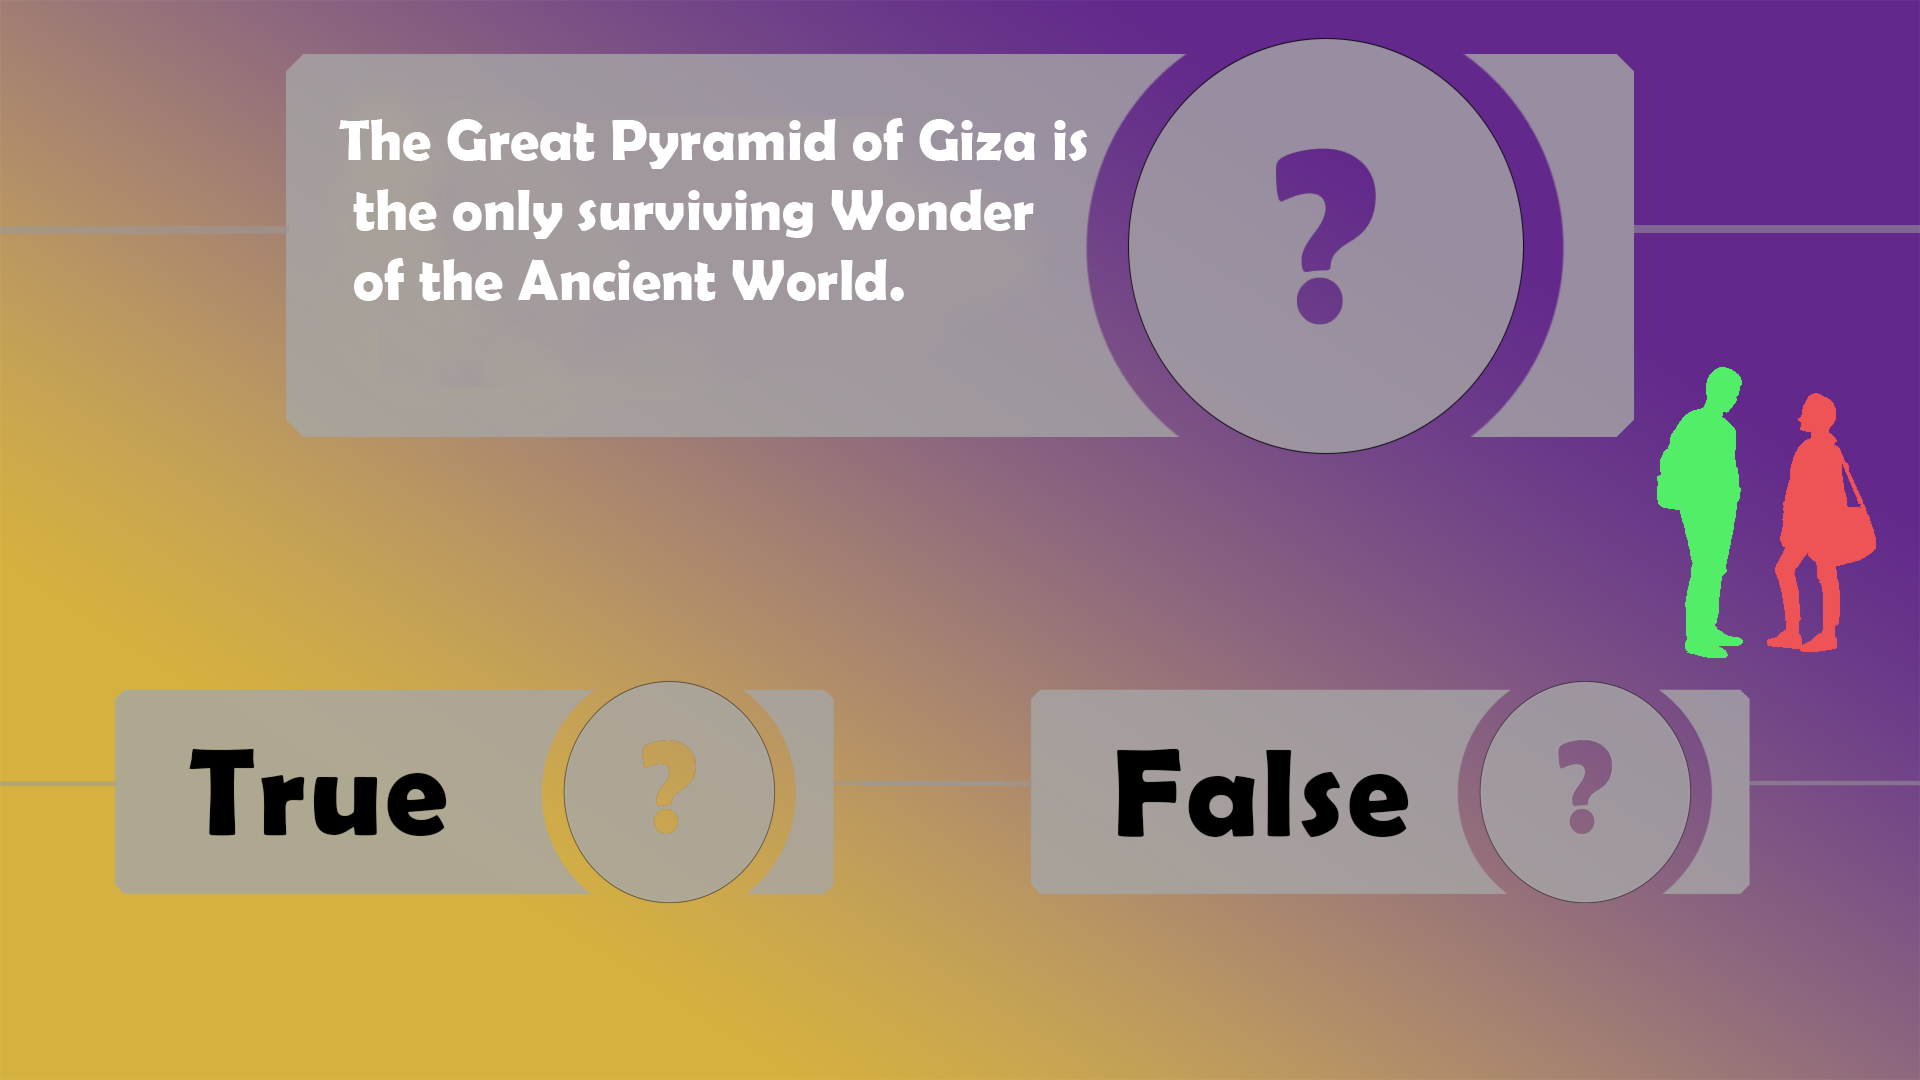 The Great Pyramid of Giza is
the only surviving Wonder
of the Ancient World.
?
True
?
False
?